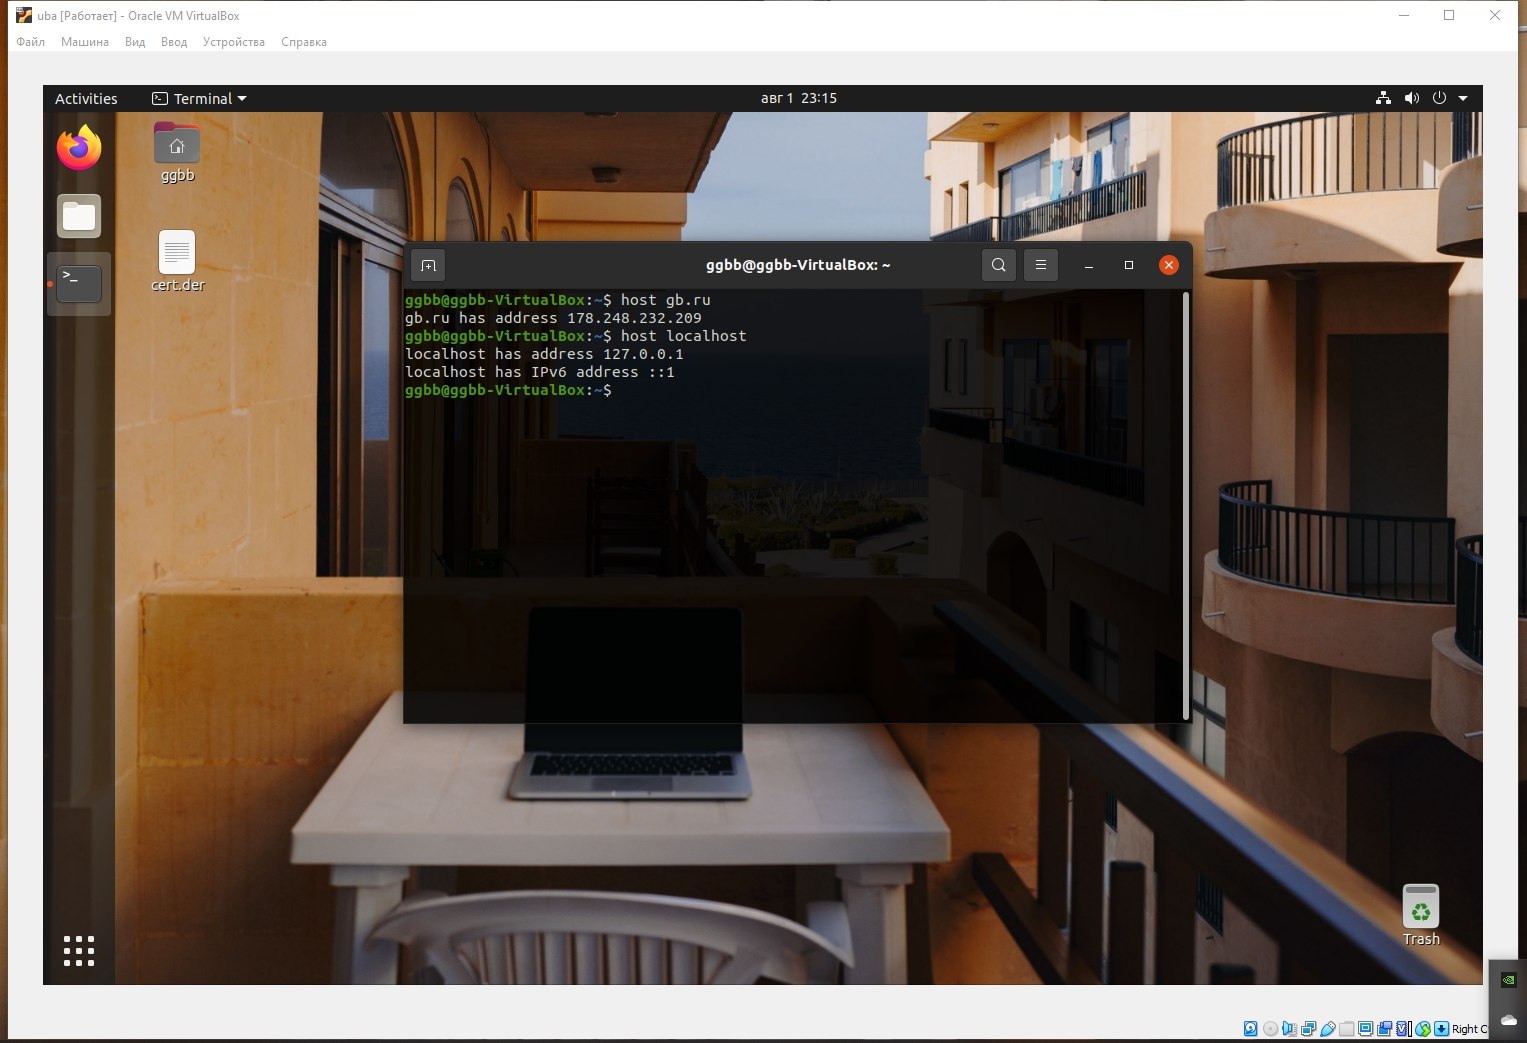 uba [Работает] - Oracle VM VirtualBox
Файл Машина Вид Ввод Устройства Справка
Activities Terminal авг 1 23:15
ggbb
cert.der
ggbb@ggbb-VirtualBox: ~
ggbb@ggbb-VirtualBox:~$ host gb.ru
gb.ru has address 178.248.232.209
ggbb@ggbb-VirtualBox:~$ host localhost
localhost has address 127.0.0.1
localhost has IPv6 address ::1
ggbb@ggbb-VirtualBox:~$
Trash
Right